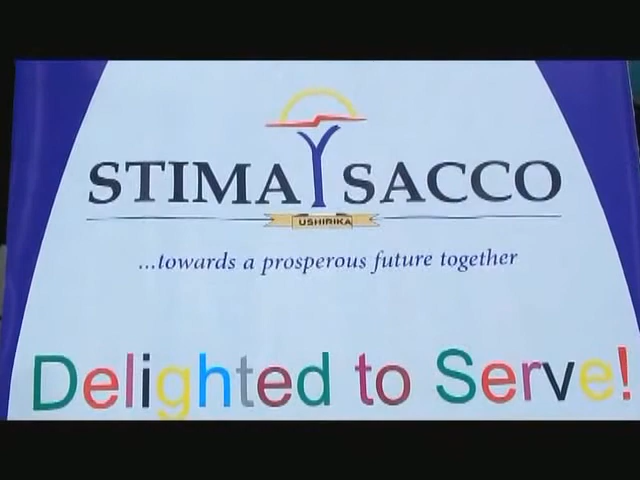 STIMA SACCO
USHIRIKA
...towards a prosperous future together
Delighted to Serve!